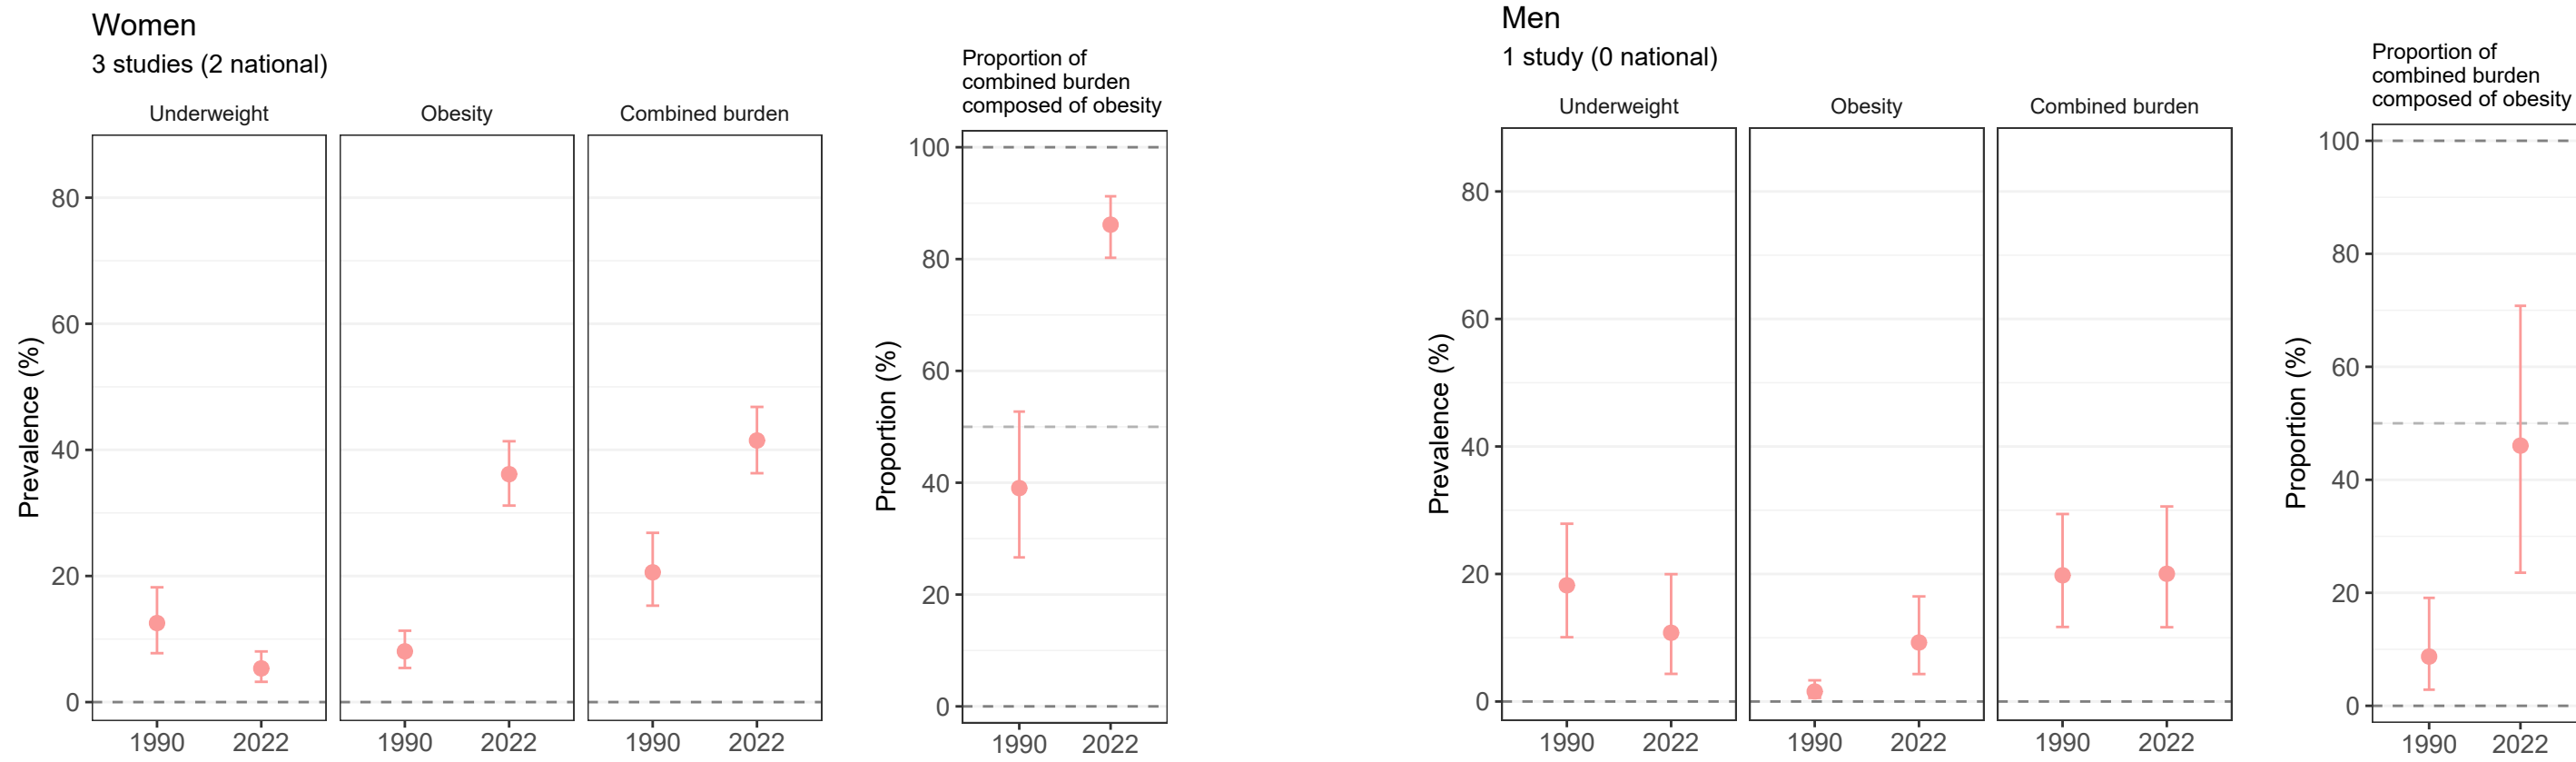 Women
3 studies (2 national)
Underweight
Obesity
Combined burden
Prevalence (%)
80
60
40
20
0
1990 2022
1990 2022
1990 2022
Proportion of
combined burden
composed of obesity
Proportion (%)
100
80
60
40
20
0
1990 2022
Men
1 study (0 national)
Underweight
Obesity
Combined burden
Prevalence (%)
80
60
40
20
0
1990 2022
1990 2022
1990 2022
Proportion of
combined burden
composed of obesity
Proportion (%)
100
80
60
40
20
0
1990 2022